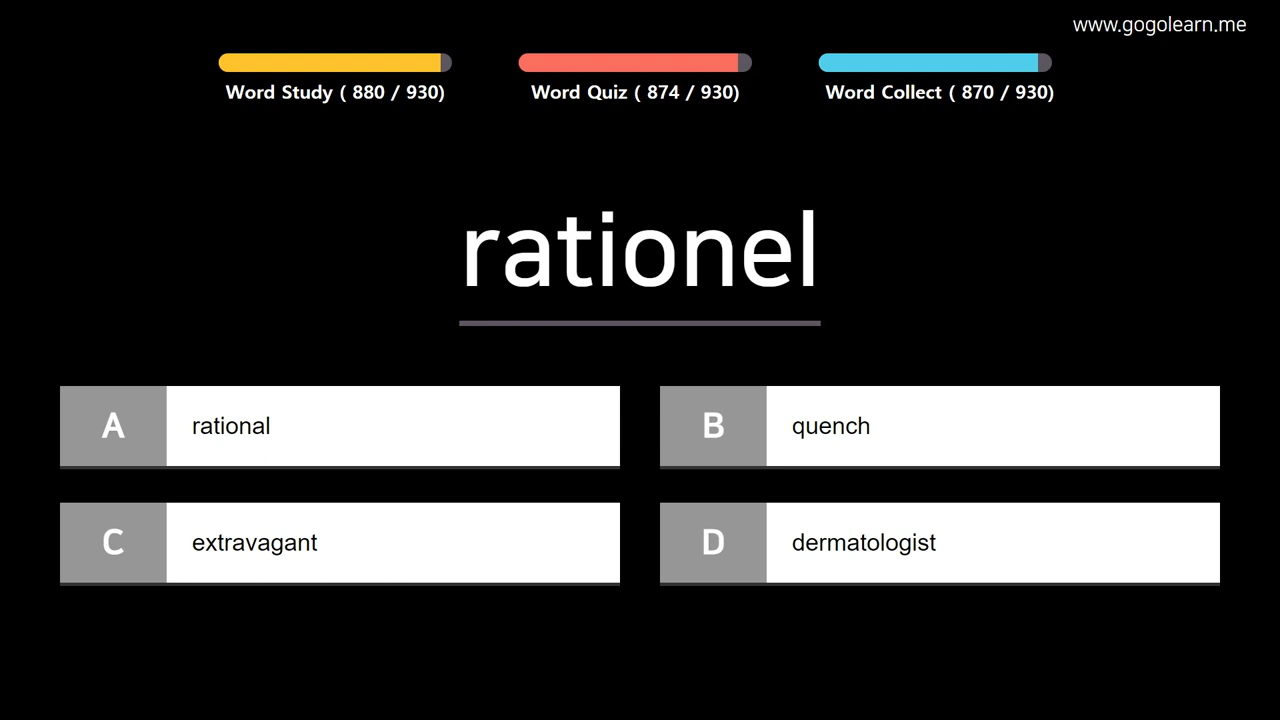 www.gogolearn.me
Word Study ( 880 / 930)
Word Quiz ( 874 / 930)
Word Collect ( 870 / 930)
rationel
A
rational
B
quench
C
extravagant
D
dermatologist